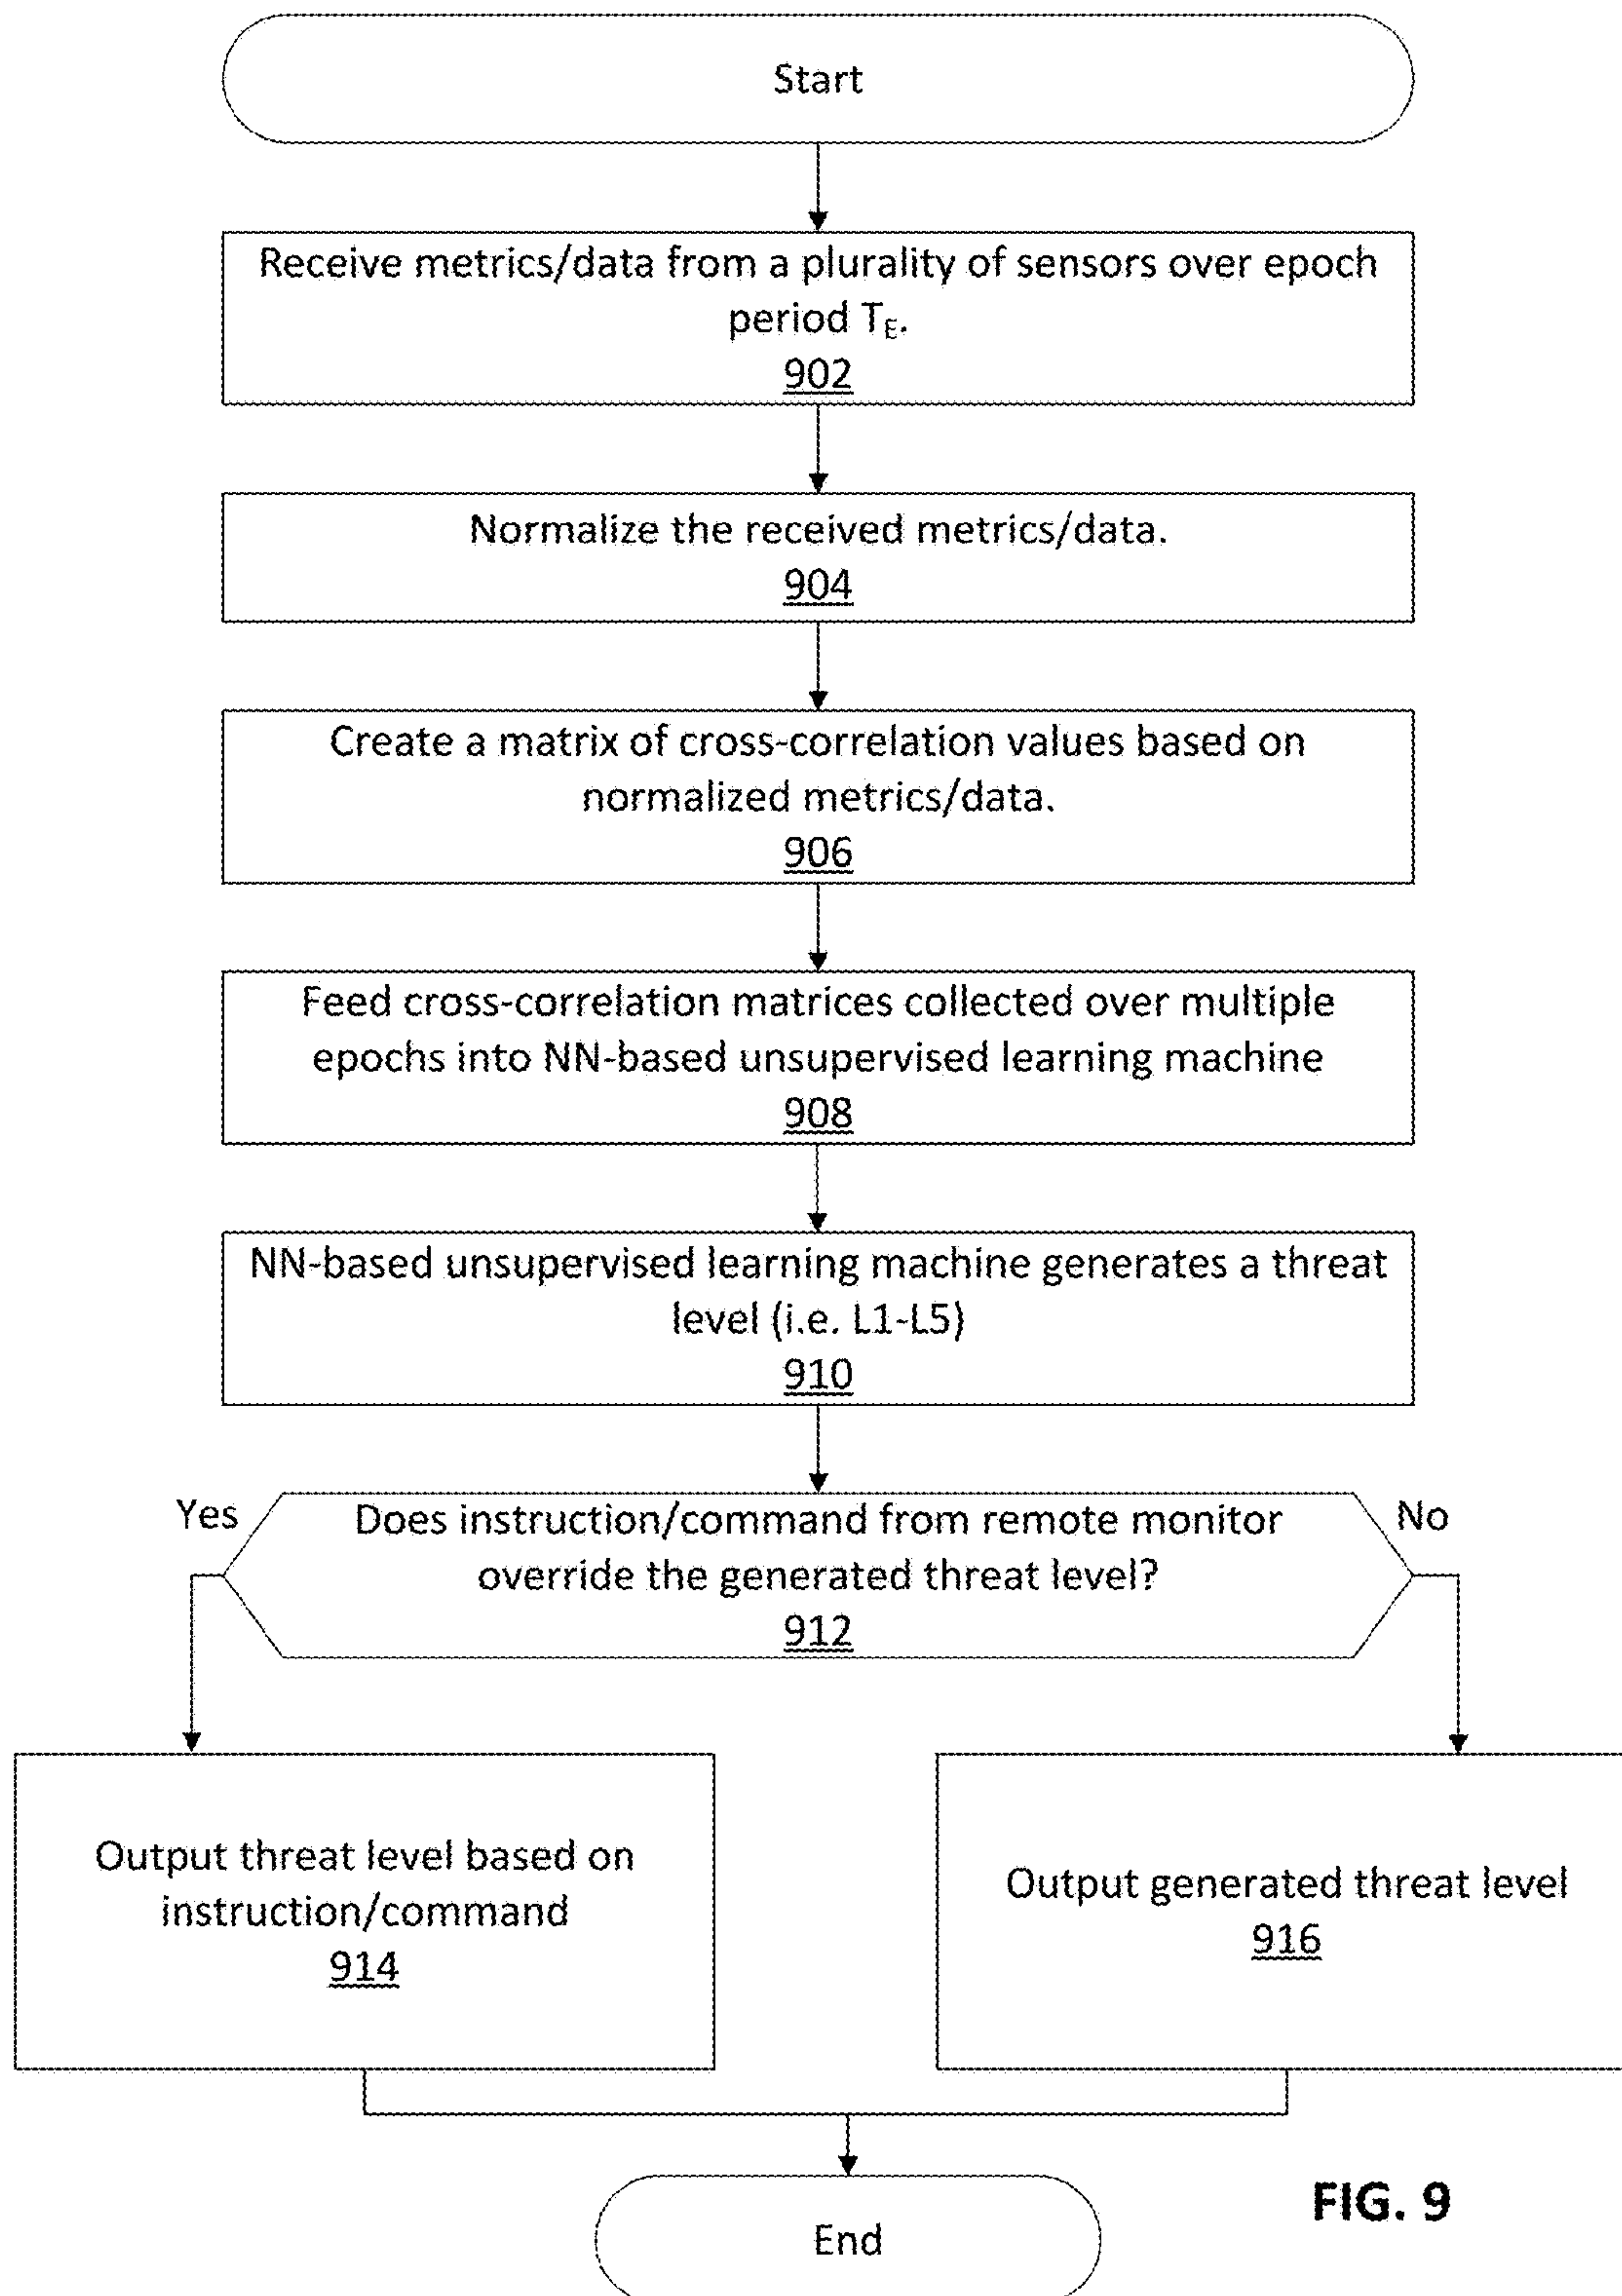 Start
Receive metrics/data from a plurality of sensors over epoch
period TE.
902
Normalize the received metrics/data.
904
Create a matrix of cross-correlation values based on
normalized metrics/data.
906
Feed cross-correlation matrices collected over multiple
epochs into NN-based unsupervised learning machine
908
NN-based unsupervised learning machine generates a threat
level (i.e. L1-L5)
910
Yes
Does instruction/command from remote monitor
override the generated threat level?
912
No
Output threat level based on
instruction/command
914
Output generated threat level
916
End
FIG. 9